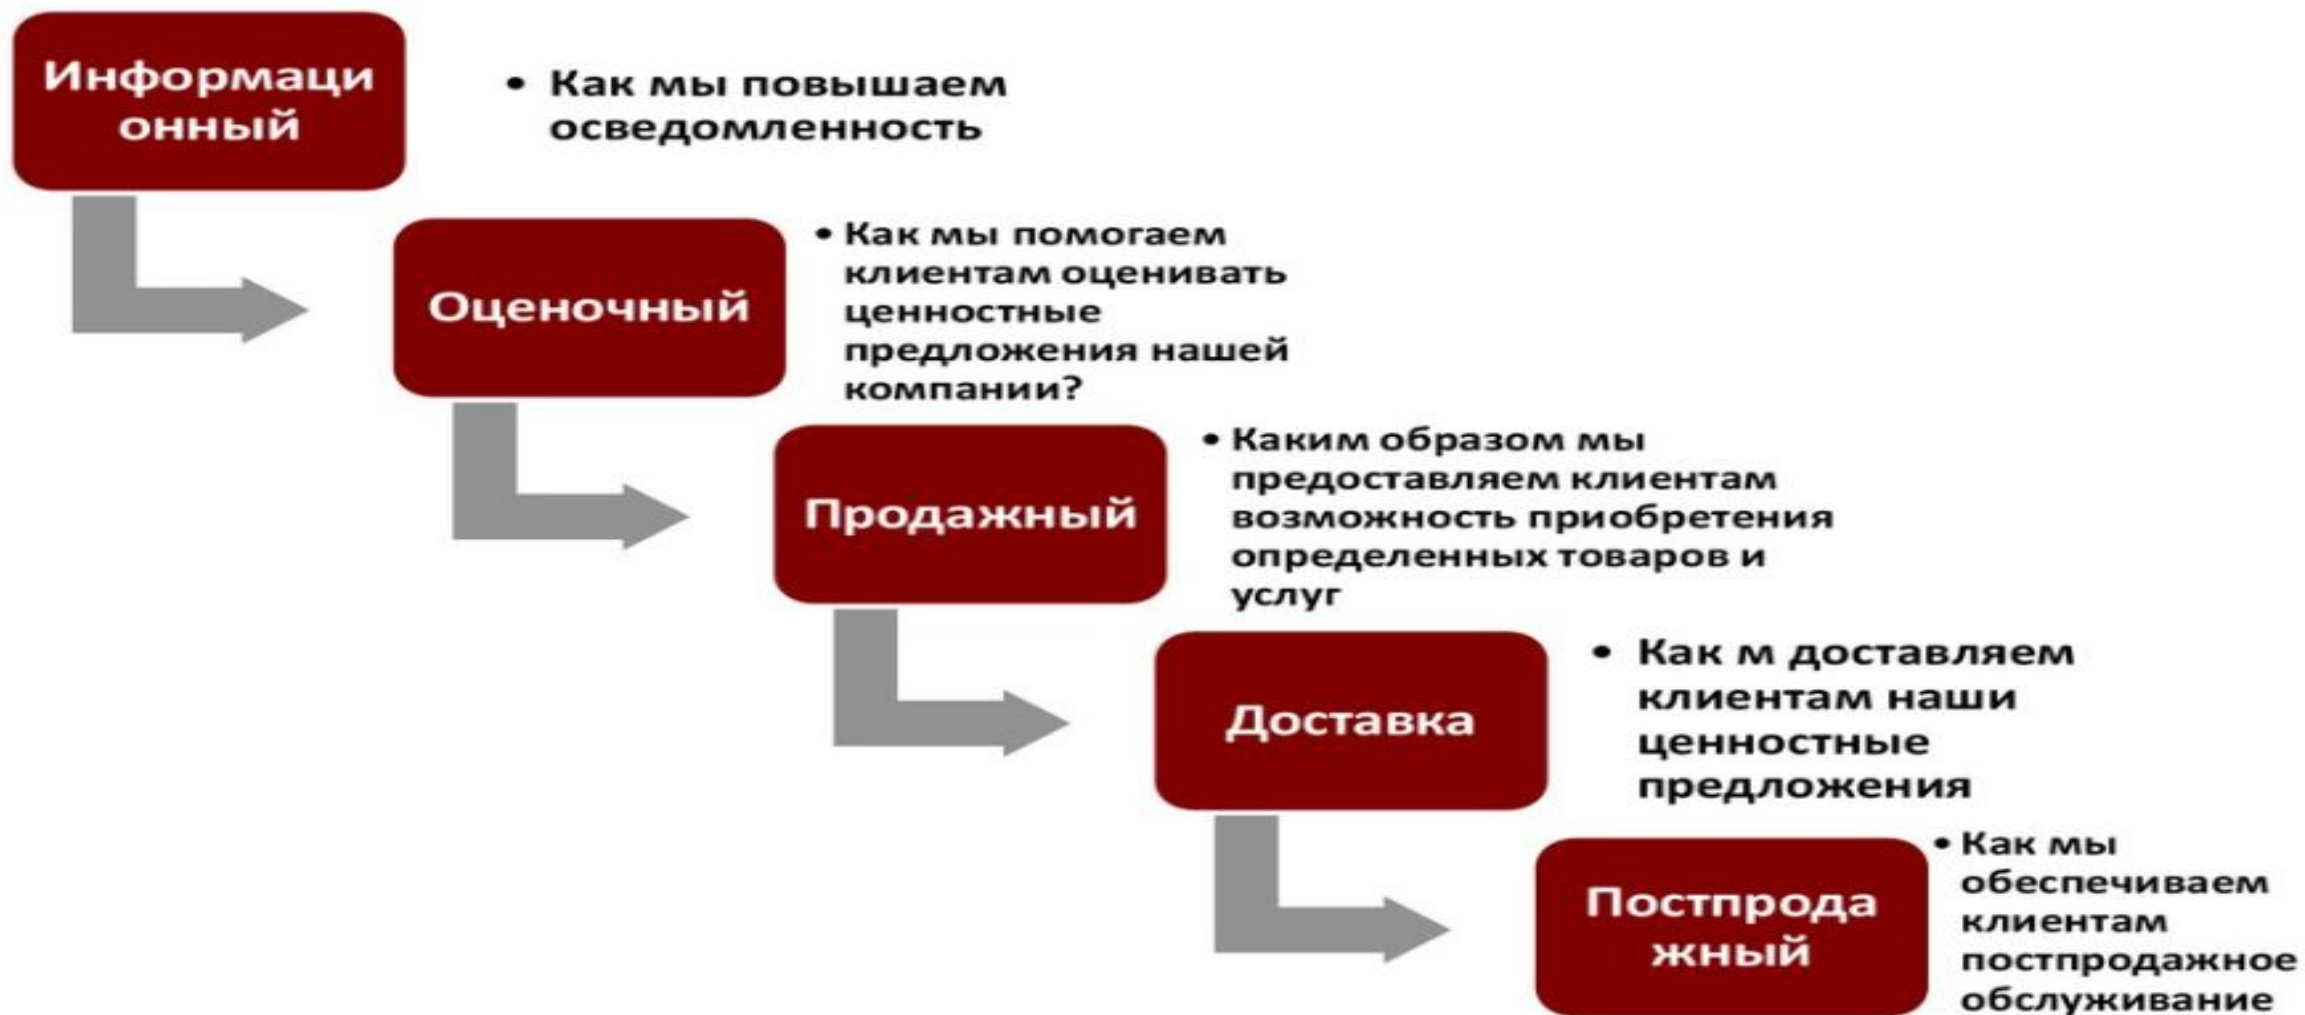 Информаци
онный
• Как мы повышаем
осведомленность
Оценочный
• Как мы помогаем
клиентам оценивать
ценностные
предложения нашей
компании?
Продажный
• Каким образом мы
предоставляем клиентам
возможность приобретения
определенных товаров и
услуг
Доставка
• Как м доставляем
клиентам наши
ценностные
предложения
Постпрода
жный
• Как мы
обеспечиваем
клиентам
постпродажное
обслуживание